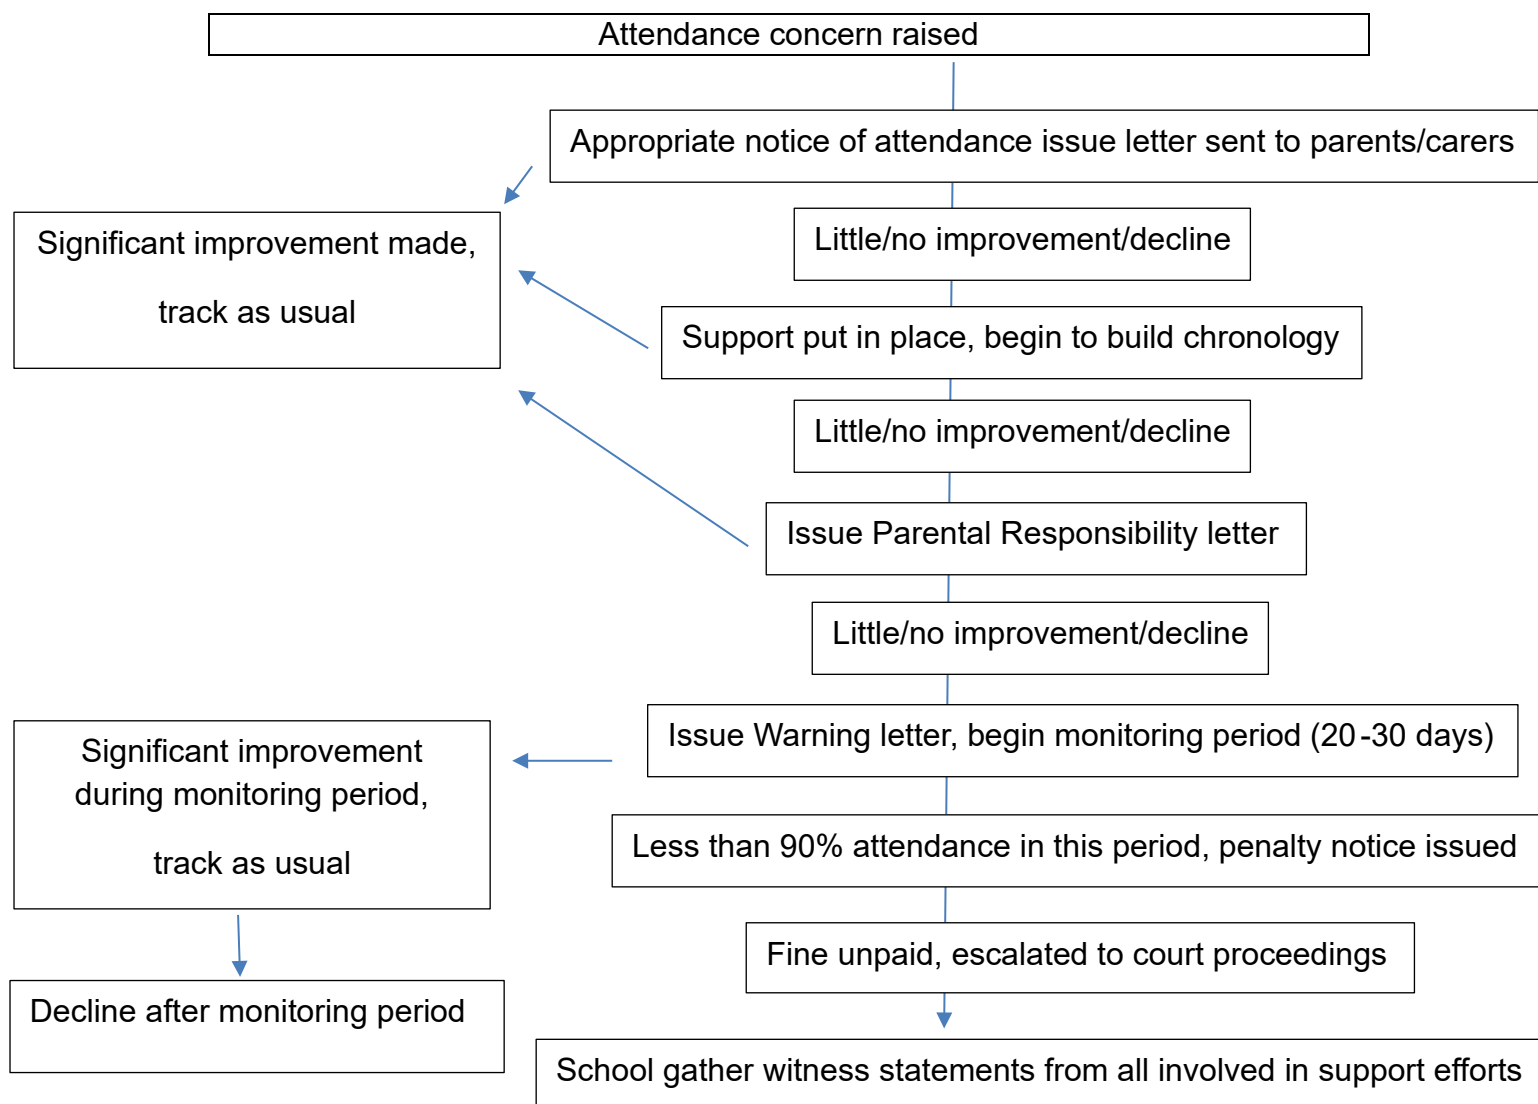 Attendance concern raised
Appropriate notice of attendance issue letter sent to parents/carers
Significant improvement made,
track as usual
Little/no improvement/decline
Support put in place, begin to build chronology
Little/no improvement/decline
Issue Parental Responsibility letter
Little/no improvement/decline
Issue Warning letter, begin monitoring period (20-30 days)
Significant improvement
during monitoring period,
track as usual
Less than 90% attendance in this period, penalty notice issued
Fine unpaid, escalated to court proceedings
Decline after monitoring period
School gather witness statements from all involved in support efforts